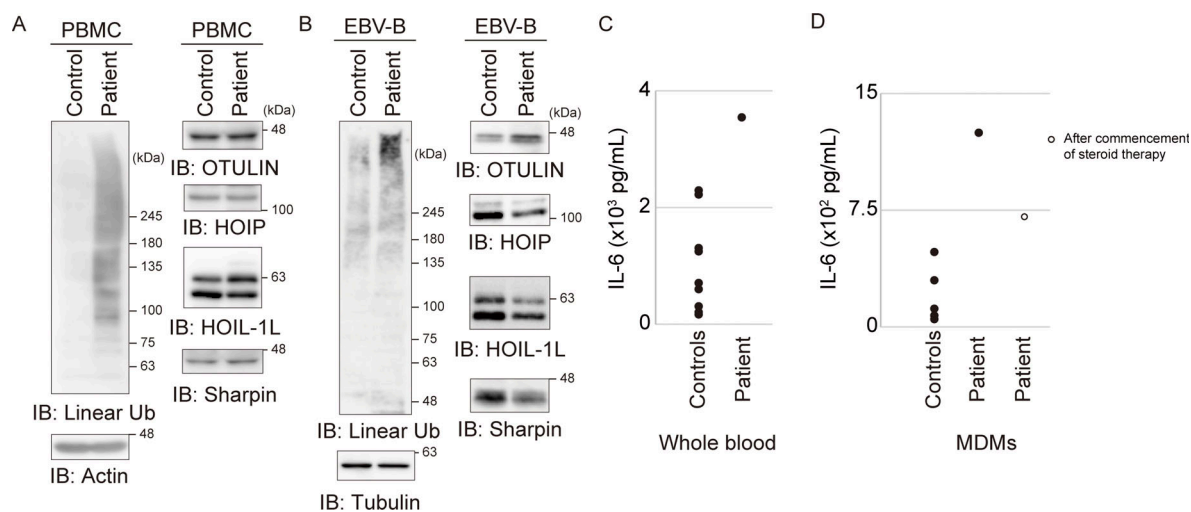 A
PBMC
Control
Patient
(kDa)
245
180
135
100
75
63
IB: Linear Ub
48
IB: Actin
PBMC
Control
Patient
(kDa)
48
IB: OTULIN
100
IB: HOIP
63
IB: HOIL-1L
48
IB: Sharpin
B
EBV-B
Control
Patient
(kDa)
245
180
135
100
75
63
48
IB: Linear Ub
63
IB: Tubulin
EBV-B
Control
Patient
48
IB: OTULIN
100
IB: HOIP
63
IB: HOIL-1L
48
IB: Sharpin
C
IL-6 (x10³ pg/mL)
4
2
0
Controls
Patient
Whole blood
D
IL-6 (x10² pg/mL)
15
7.5
0
Controls
Patient
Patient
MDMs
After commencement
of steroid therapy